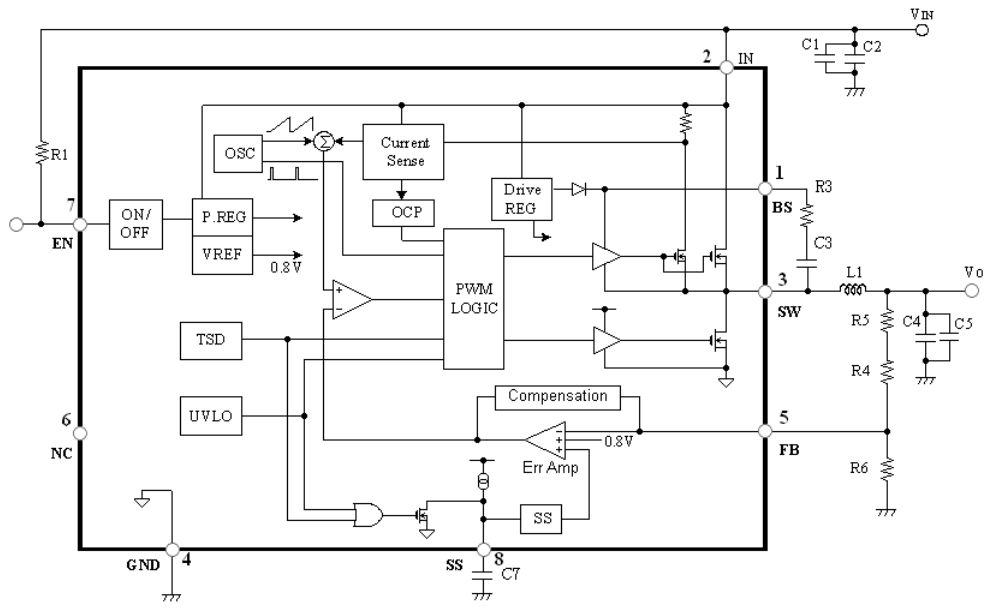 VIN
C1
C2
2
IN
R1
OSC
Σ
Current
Sense
OCP
Drive
REG
1
BS
R3
C3
7
EN
ON/
OFF
P.REG
VREF
0.8V
+
−
PWM
LOGIC
3
SW
L1
Vo
R5
C4
C5
R4
TSD
UVLO
6
NC
Compensation
−
+
+
0.8V
Err Amp
5
FB
R6
SS
GND
4
SS
8
C7